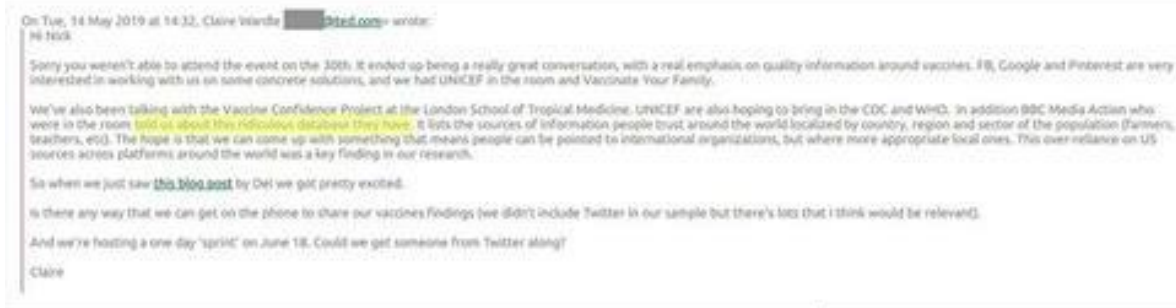 On Tue, 14 May 2019 at 14:32, Claire Wardle @ted.com> wrote:
Hi Nick
Sorry you weren't able to attend the event on the 30th. It ended up being a really great conversation, with a real emphasis on quality information around vaccines. FB, Google and Pinterest are very
interested in working with us on some concrete solutions, and we had UNICEF in the room and Vaccinate Your Family.
We've also been talking with the Vaccine Confidence Project at the London School of Tropical Medicine. UNICEF are also hoping to bring in the CDC and WHO. In addition BBC Media Action who
were in the room told us about this ridiculous database they have. It lists the sources of information people trust around the world localized by country, region and sector of the population (farmers,
teachers, etc). The hope is that we can come up with something that means people can be pointed to international organizations, but where more appropriate local ones. This over reliance on US
sources across platforms around the world was a key finding in our research.
So when we just saw this blog post by Del we got pretty excited.
Is there any way that we can get on the phone to share our vaccines findings (we didn't include Twitter in our sample but there's lots that I think would be relevant).
And we're hosting a one day 'sprint' on June 18. Could we get someone from Twitter along?
Claire